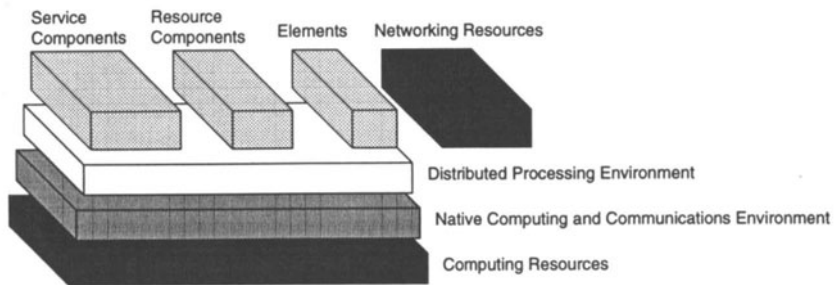 Service
Components
Resource
Components
Elements
Networking Resources
Distributed Processing Environment
Native Computing and Communications Environment
Computing Resources